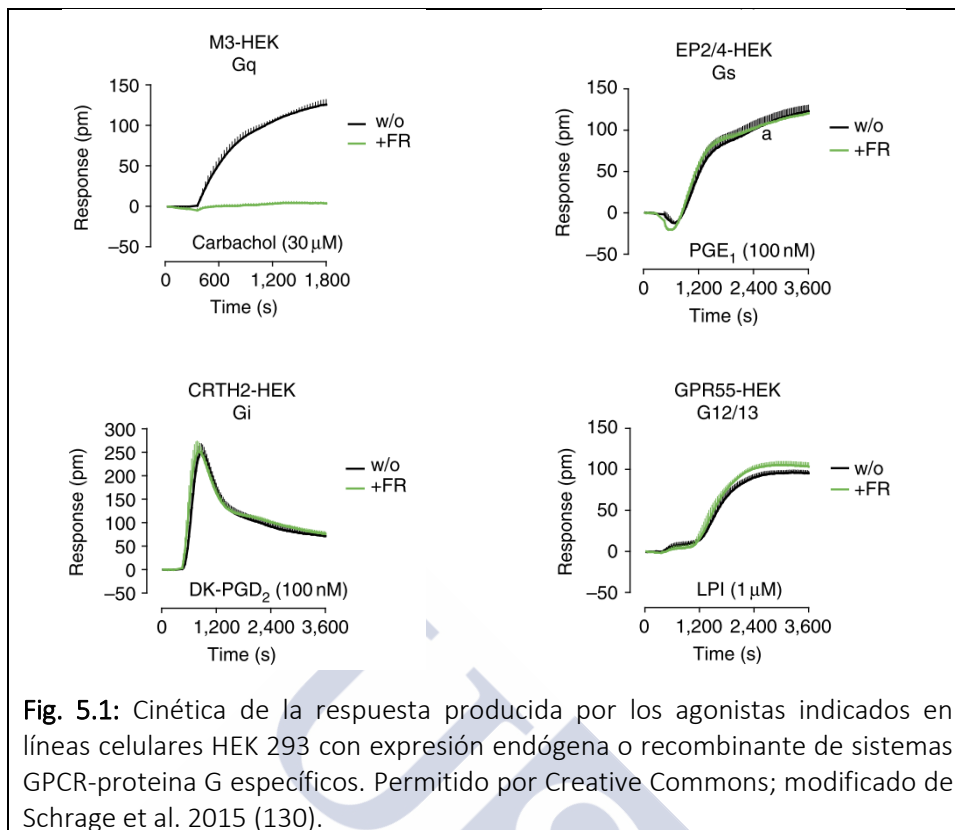 M3-HEK
Gq
150
100
50
0
−50
Response (pm)
w/o
+FR
Carbachol (30 μM)
0 600 1,200 1,800
Time (s)
EP2/4-HEK
Gs
150
100
50
0
−50
Response (pm)
a
w/o
+FR
PGE1 (100 nM)
0 1,200 2,400 3,600
Time (s)
CRTH2-HEK
Gi
300
250
200
150
100
50
0
−50
Response (pm)
w/o
+FR
DK-PGD2 (100 nM)
0 1,200 2,400 3,600
Time (s)
GPR55-HEK
G12/13
150
100
50
0
−50
Response (pm)
w/o
+FR
LPI (1 μM)
0 1,200 2,400 3,600
Time (s)
Fig. 5.1: Cinética de la respuesta producida por los agonistas indicados en
líneas celulares HEK 293 con expresión endógena o recombinante de sistemas
GPCR-proteina G específicos. Permitido por Creative Commons; modificado de
Schrage et al. 2015 (130).